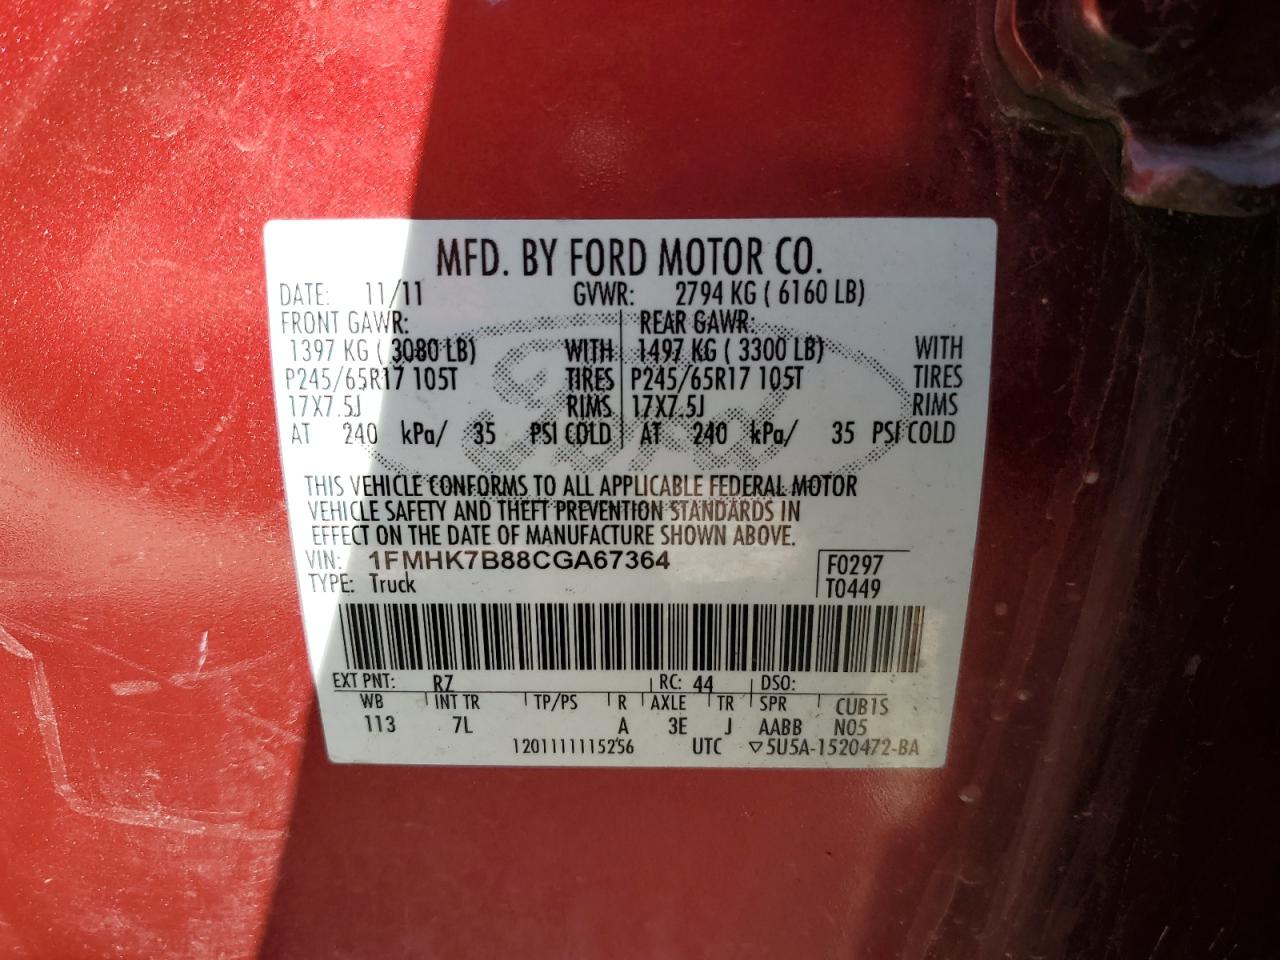 MFD. BY FORD MOTOR CO.
DATE: 11/11 GVWR: 2794 KG ( 6160 LB)
FRONT GAWR: REAR GAWR:
1397 KG ( 3080 LB) WITH 1497 KG ( 3300 LB) WITH
P245/65R17 105T TIRES P245/65R17 105T TIRES
17X7.5J RIMS 17X7.5J RIMS
AT 240 kPa/ 35 PSI COLD AT 240 kPa/ 35 PSI COLD
Ford
THIS VEHICLE CONFORMS TO ALL APPLICABLE FEDERAL MOTOR
VEHICLE SAFETY AND THEFT PREVENTION STANDARDS IN
EFFECT ON THE DATE OF MANUFACTURE SHOWN ABOVE.
VIN: 1FMHK7B88CGA67364 F0297
TYPE: Truck T0449
EXT PNT: RZ RC: 44 DSO:
WB INT TR TP/PS R AXLE TR SPR CUB1S
113 7L A 3E J AABB N05
1201111115256 UTC ▽5U5A-1520472-BA